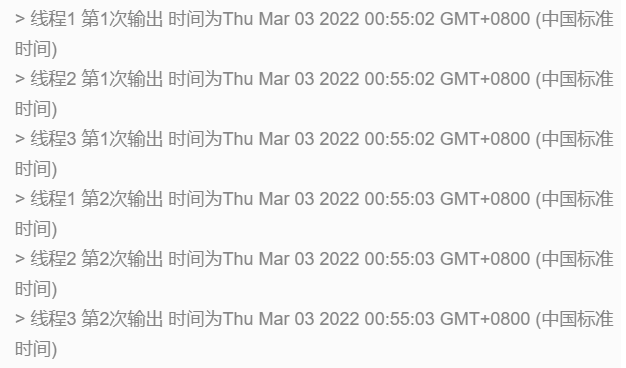 > 线程1 第1次输出 时间为Thu Mar 03 2022 00:55:02 GMT+0800 (中国标准
时间)
> 线程2 第1次输出 时间为Thu Mar 03 2022 00:55:02 GMT+0800 (中国标准
时间)
> 线程3 第1次输出 时间为Thu Mar 03 2022 00:55:02 GMT+0800 (中国标准
时间)
> 线程1 第2次输出 时间为Thu Mar 03 2022 00:55:03 GMT+0800 (中国标准
时间)
> 线程2 第2次输出 时间为Thu Mar 03 2022 00:55:03 GMT+0800 (中国标准
时间)
> 线程3 第2次输出 时间为Thu Mar 03 2022 00:55:03 GMT+0800 (中国标准
时间)